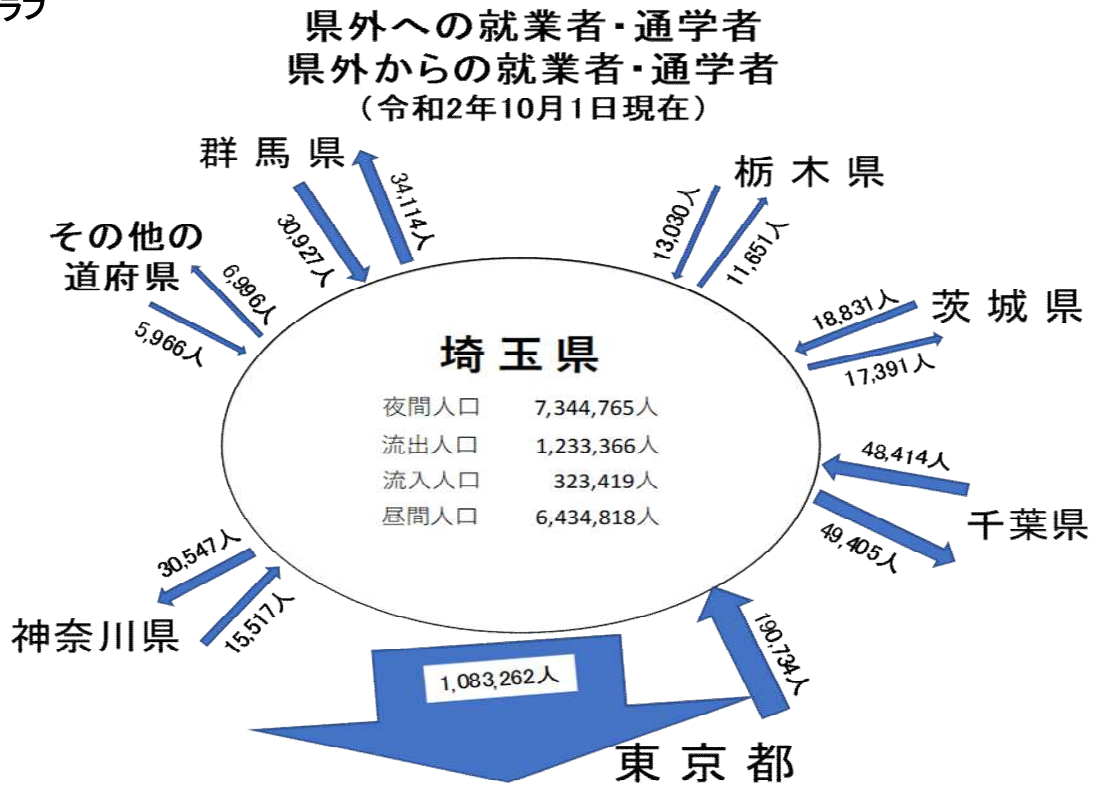 ラフ
県外への就業者・通学者
県外からの就業者・通学者
（令和2年10月1日現在）
群馬県
34,114人
30,927人
栃木県
13,030人
11,651人
その他の
道府県
6,996人
5,966人
茨城県
18,831人
17,391人
埼玉県
夜間人口 7,344,765人
流出人口 1,233,366人
流入人口 323,419人
昼間人口 6,434,818人
48,414人
千葉県
49,405人
30,547人
神奈川県
15,517人
1,083,262人
190,734人
東京都